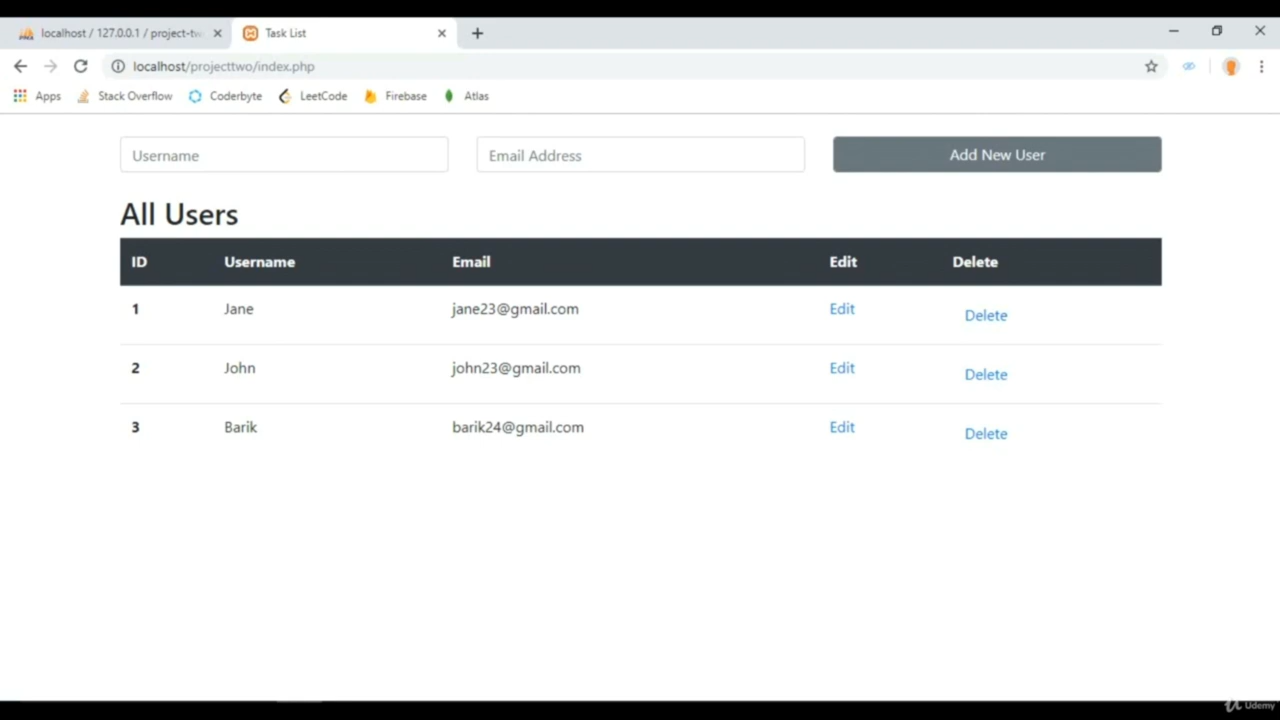 localhost / 127.0.0.1 / project-tw
Task List
localhost/projecttwo/index.php
Apps Stack Overflow Coderbyte LeetCode Firebase Atlas
Username Email Address Add New User
All Users
ID Username Email Edit Delete
1 Jane jane23@gmail.com Edit Delete
2 John john23@gmail.com Edit Delete
3 Barik barik24@gmail.com Edit Delete
Udemy